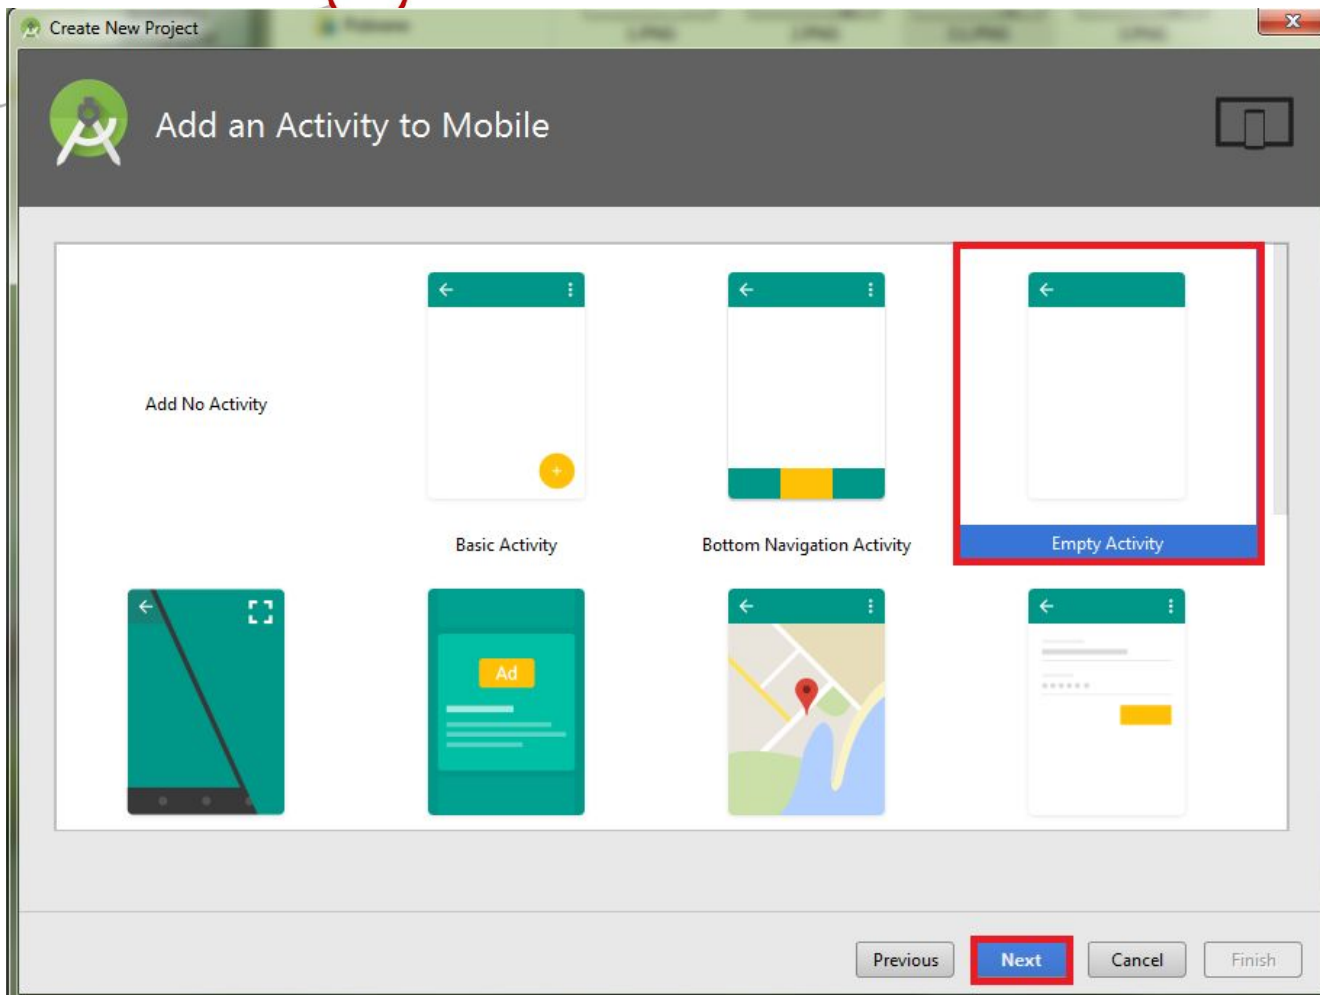 Create New Project
Add an Activity to Mobile
Add No Activity
Basic Activity
Bottom Navigation Activity
Empty Activity
Ad
Previous
Next
Cancel
Finish